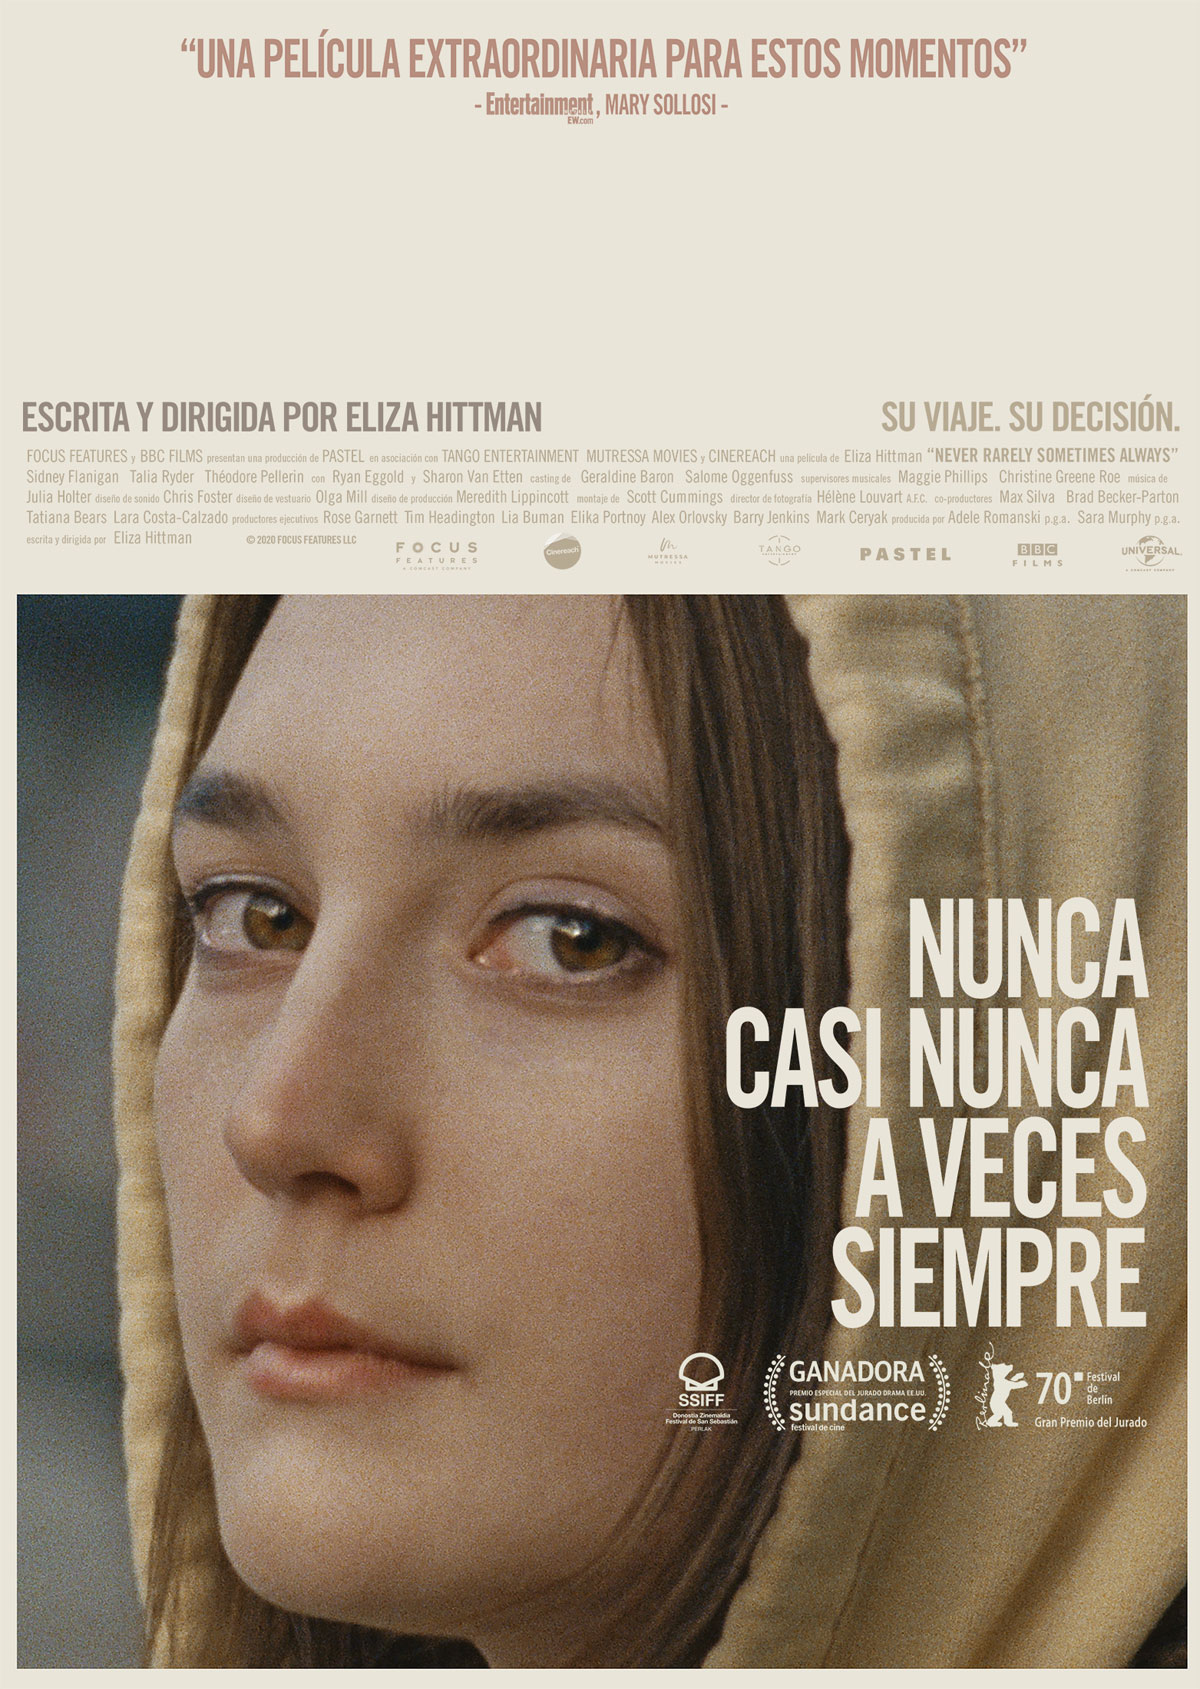 “UNA PELÍCULA EXTRAORDINARIA PARA ESTOS MOMENTOS”
- Entertainment, MARY SOLLOSI -
EW.com
ESCRITA Y DIRIGIDA POR ELIZA HITTMAN
SU VIAJE. SU DECISIÓN.
FOCUS FEATURES y BBC FILMS presentan una producción de PASTEL en asociación con TANGO ENTERTAINMENT MUTRESSA MOVIES y CINEREACH una película de Eliza Hittman “NEVER RARELY SOMETIMES ALWAYS”
Sidney Flanigan Talia Ryder Théodore Pellerin con Ryan Eggold y Sharon Van Etten casting de Geraldine Baron Salome Oggenfuss supervisores musicales Maggie Phillips Christine Greene Roe música de
Julia Holter diseño de sonido Chris Foster diseño de vestuario Olga Mill diseño de producción Meredith Lippincott montaje de Scott Cummings director de fotografía Hélène Louvart A.F.C. co-productores Max Silva Brad Becker-Parton
Tatiana Bears Lara Costa-Calzado productores ejecutivos Rose Garnett Tim Headington Lia Buman Elika Portnoy Alex Orlovsky Barry Jenkins Mark Ceryak producida por Adele Romanski p.g.a. Sara Murphy p.g.a.
escrita y dirigida por Eliza Hittman © 2020 FOCUS FEATURES LLC
FOCUS
FEATURES
A COMCAST COMPANY
Cinereach
MUTRESSA
MOVIES
TANGO
ENTERTAINMENT
PASTEL
BBC
FILMS
UNIVERSAL
A COMCAST COMPANY
NUNCA
CASI NUNCA
A VECES
SIEMPRE
SSIFF
Donostia Zinemaldia
Festival de San Sebastián
PERLAK
GANADORA
PREMIO ESPECIAL DEL JURADO DRAMA EE.UU.
sundance
festival de cine
Berlinale
70
Festival
de
Berlín
Gran Premio del Jurado